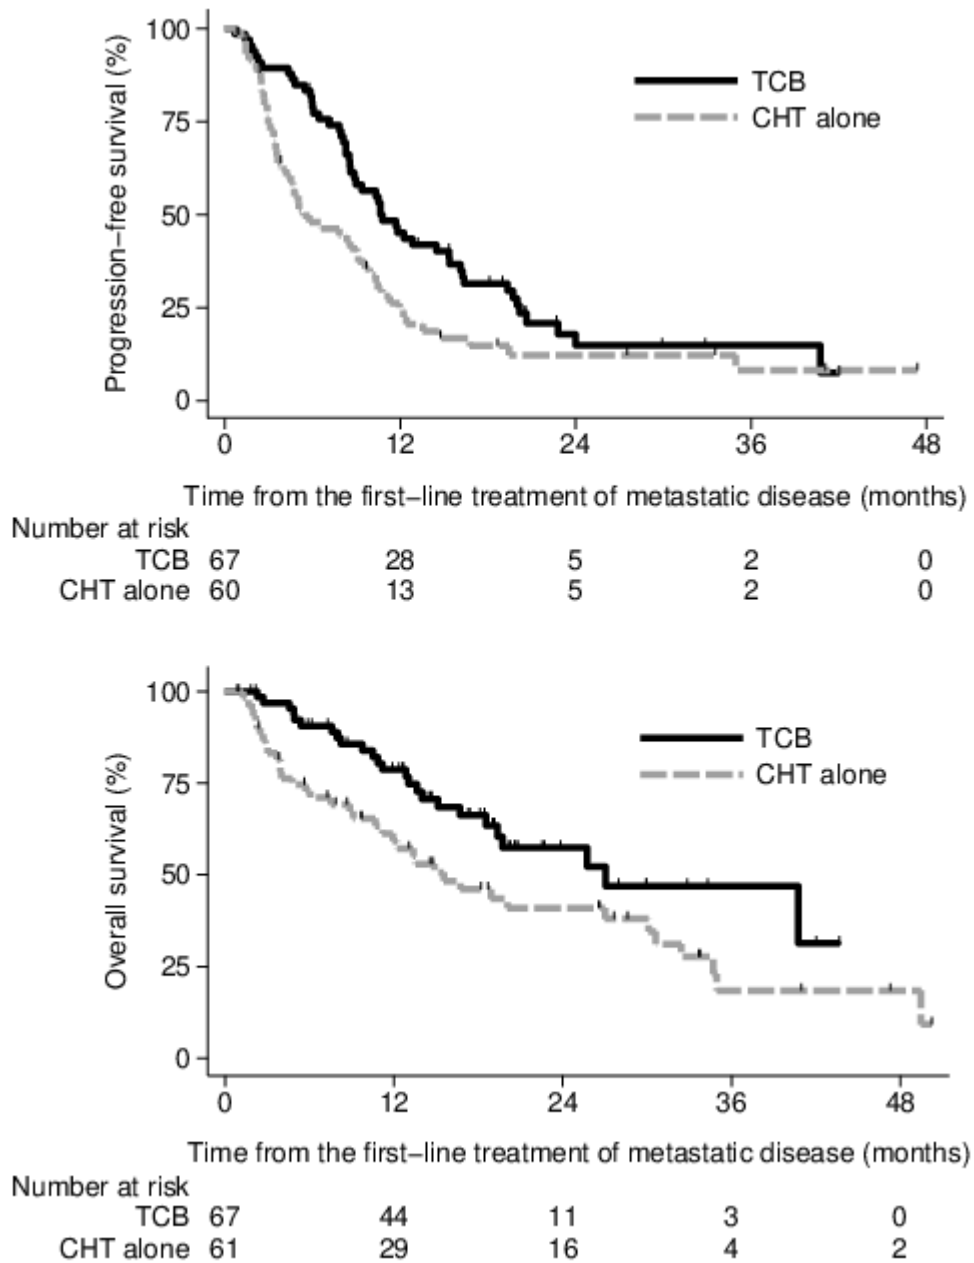 Progression−free survival (%)
100
75
50
25
0
TCB
CHT alone
0 12 24 36 48
Time from the first−line treatment of metastatic disease (months)
Number at risk
TCB 67 28 5 2 0
CHT alone 60 13 5 2 0
Overall survival (%)
100
75
50
25
0
TCB
CHT alone
0 12 24 36 48
Time from the first−line treatment of metastatic disease (months)
Number at risk
TCB 67 44 11 3 0
CHT alone 61 29 16 4 2